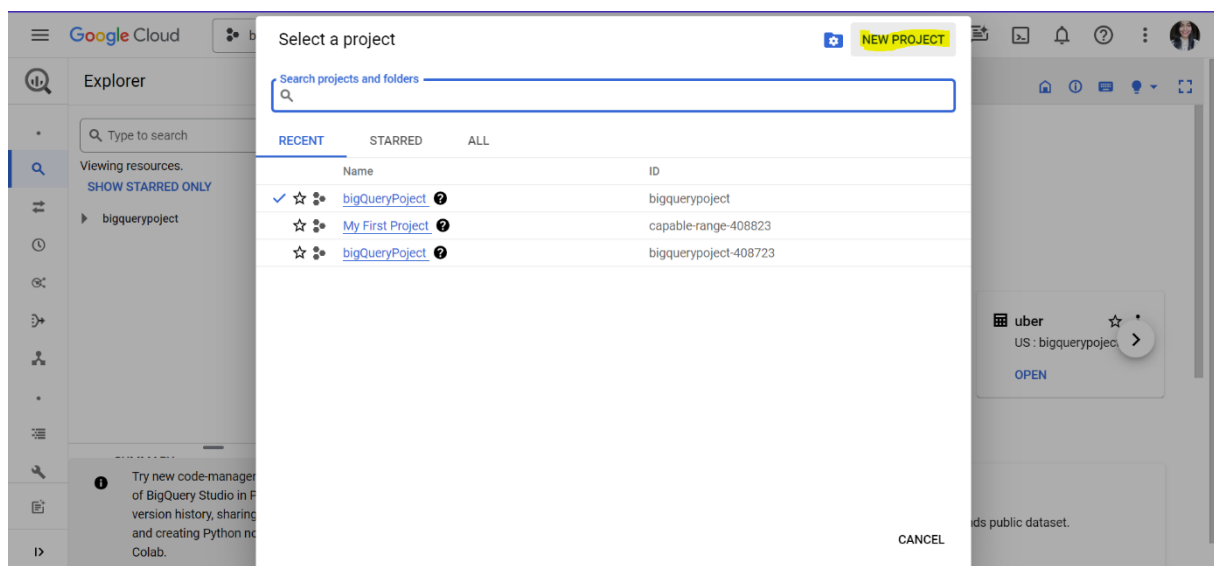 Google Cloud
b
Select a project
NEW PROJECT
Explorer
Search projects and folders
Type to search
RECENT STARRED ALL
Viewing resources.
SHOW STARRED ONLY
Name ID
bigQueryPoject bigquerypoject
bigquerypoject
My First Project capable-range-408823
bigQueryPoject bigquerypoject-408723
uber
US : bigquerypojec
OPEN
Try new code-manager
of BigQuery Studio in P
version history, sharing
and creating Python no
Colab.
ds public dataset.
CANCEL